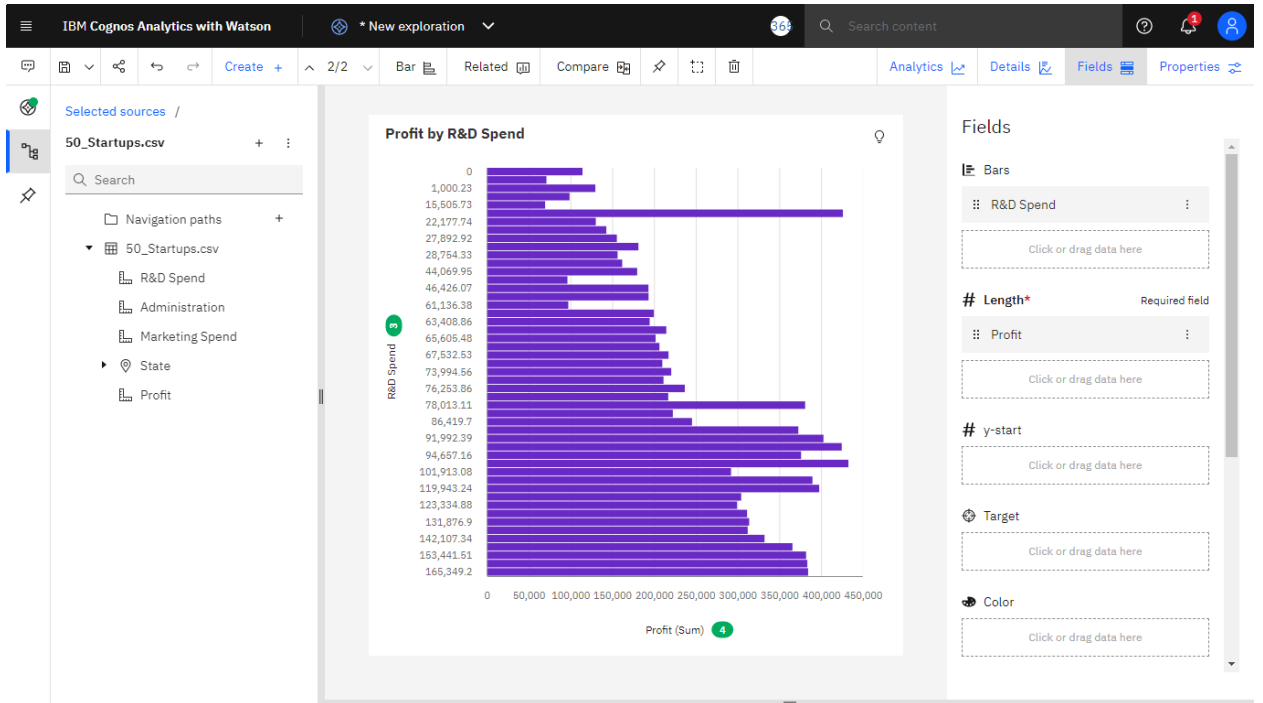 IBM Cognos Analytics with Watson
* New exploration
365
Search content
1
Create +
2/2
Bar
Related
Compare
Analytics
Details
Fields
Properties
Selected sources /
50_Startups.csv
Search
Navigation paths
50_Startups.csv
R&D Spend
Administration
Marketing Spend
State
Profit
Profit by R&D Spend
0
1,000.23
15,505.73
22,177.74
27,892.92
28,754.33
44,069.95
46,426.07
61,136.38
63,408.86
65,605.48
67,532.53
73,994.56
76,253.86
78,013.11
86,419.7
91,992.39
94,657.16
101,913.08
119,943.24
123,334.88
131,876.9
142,107.34
153,441.51
165,349.2
R&D Spend 3
0 50,000 100,000 150,000 200,000 250,000 300,000 350,000 400,000 450,000
Profit (Sum) 4
Fields
Bars
R&D Spend
Click or drag data here
# Length* Required field
Profit
Click or drag data here
# y-start
Click or drag data here
Target
Click or drag data here
Color
Click or drag data here